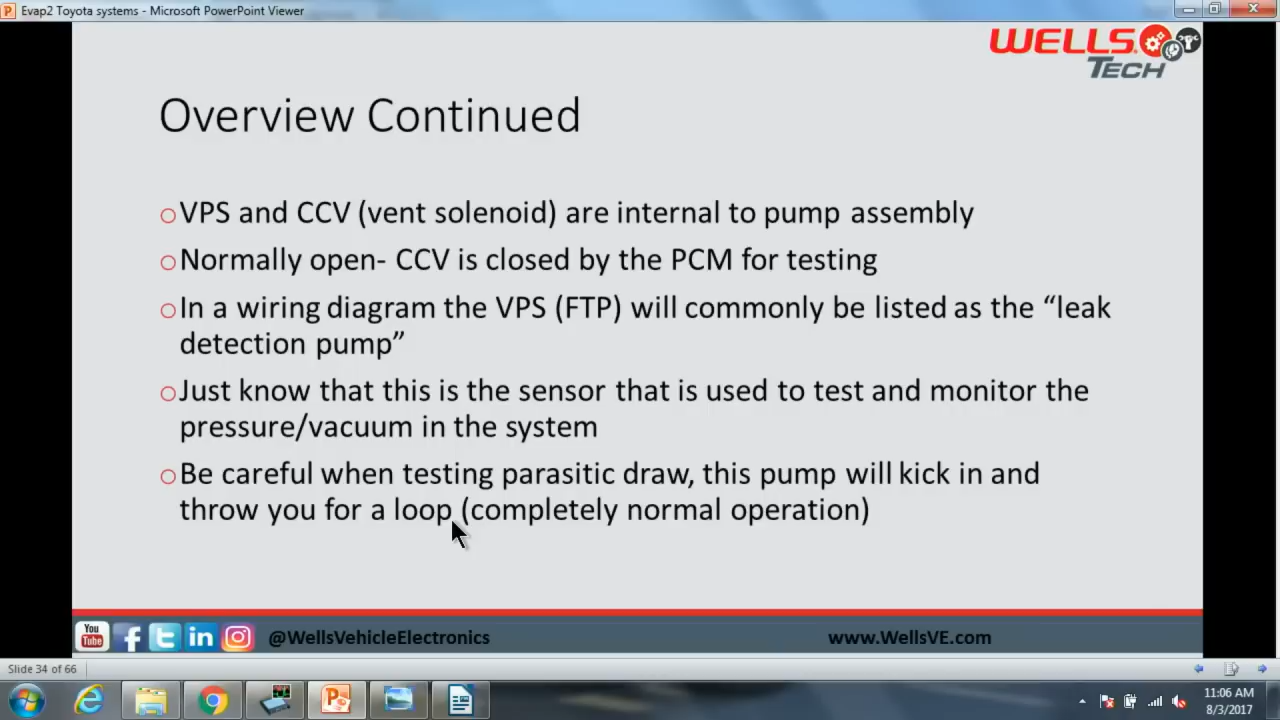 Evap2 Toyota systems - Microsoft PowerPoint Viewer
WELLS
TECH
Overview Continued
VPS and CCV (vent solenoid) are internal to pump assembly
Normally open- CCV is closed by the PCM for testing
In a wiring diagram the VPS (FTP) will commonly be listed as the “leak
detection pump”
Just know that this is the sensor that is used to test and monitor the
pressure/vacuum in the system
Be careful when testing parasitic draw, this pump will kick in and
throw you for a loop (completely normal operation)
You
Tube
@WellsVehicleElectronics
www.WellsVE.com
Slide 34 of 66
11:06 AM
8/3/2017